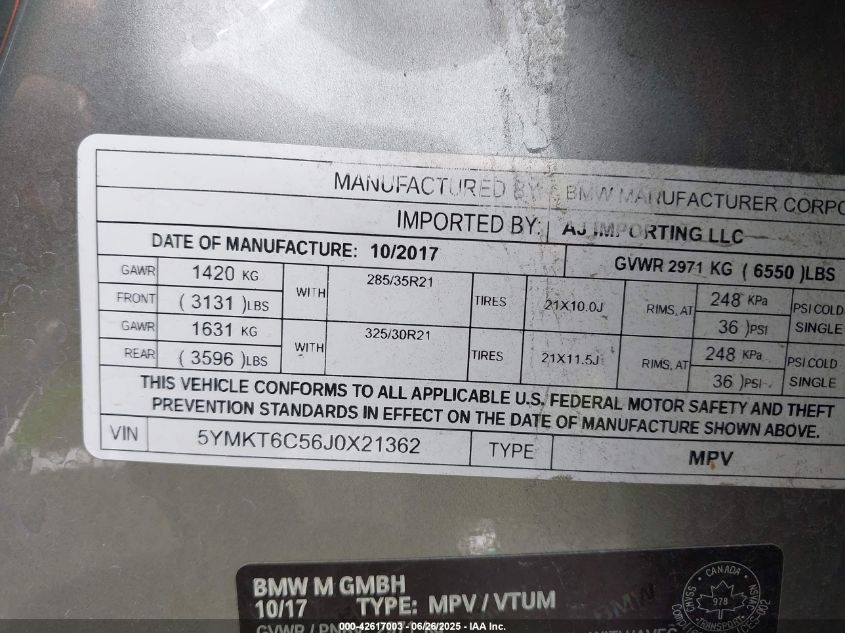 MANUFACTURED BY: BMW MANUFACTURER CORPO
IMPORTED BY: AJ IMPORTING LLC
DATE OF MANUFACTURE: 10/2017 GVWR 2971 KG ( 6550 )LBS
GAWR 1420 KG WITH 285/35R21 TIRES 21X10.0J RIMS, AT 248 KPa PSI COLD
FRONT ( 3131 )LBS 36 )PSI SINGLE
GAWR 1631 KG WITH 325/30R21 TIRES 21X11.5J RIMS, AT 248 KPa PSI COLD
REAR ( 3596 )LBS 36 )PSI SINGLE
THIS VEHICLE CONFORMS TO ALL APPLICABLE U.S. FEDERAL MOTOR SAFETY AND THEFT
PREVENTION STANDARDS IN EFFECT ON THE DATE OF MANUFACTURE SHOWN ABOVE.
VIN 5YMKT6C56J0X21362 TYPE MPV
BMW M GMBH
10/17 TYPE: MPV / VTUM
CANADA
978
TRANSPORT
000-42617003 - 06/26/2025 - IAA Inc.